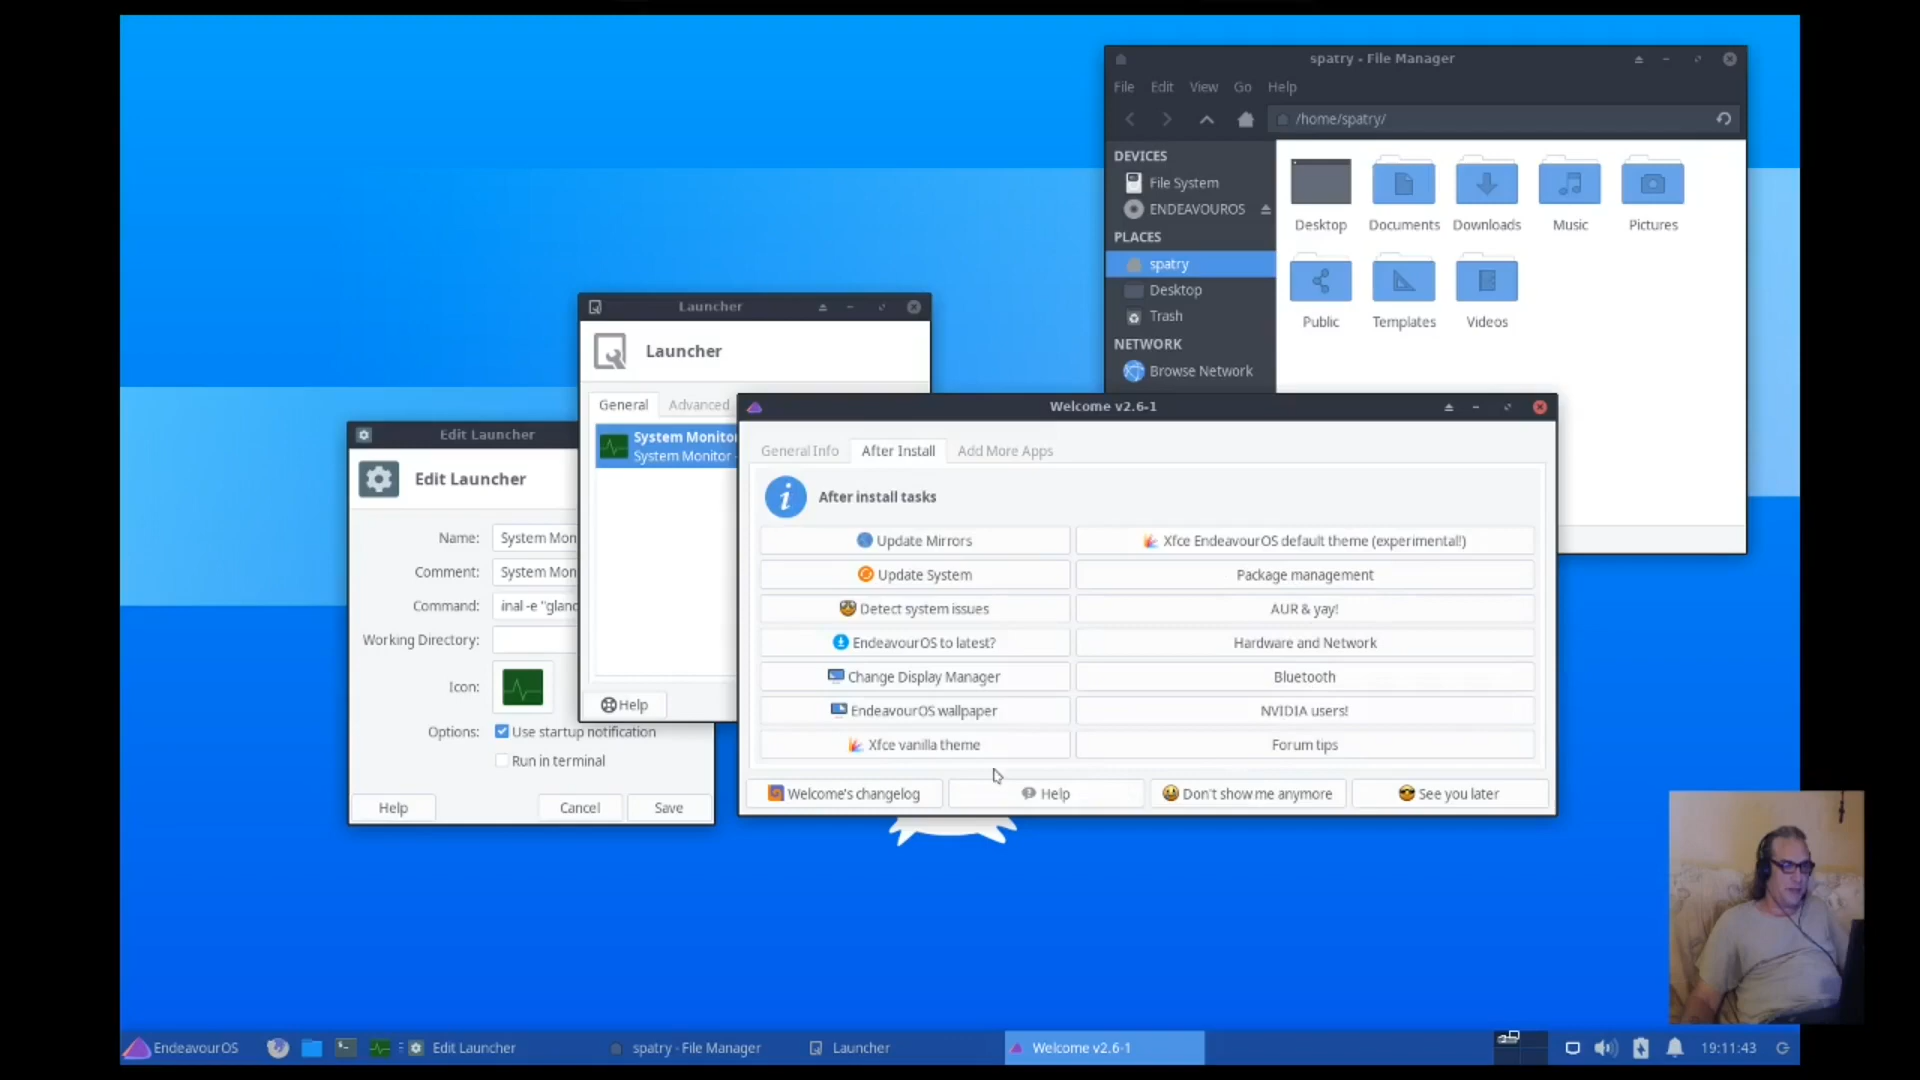 spatry - File Manager
File Edit View Go Help
/home/spatry/
DEVICES
File System
ENDEAVOUROS
PLACES
spatry
Desktop
Trash
NETWORK
Browse Network
Desktop Documents Downloads Music Pictures
Public Templates Videos
Launcher
Launcher
General Advanced
System Monitor
System Monitor -
Help
Edit Launcher
Edit Launcher
Name: System Mon
Comment: System Mon
Command: inal -e "glanc
Working Directory:
Icon:
Options: Use startup notification
Run in terminal
Help Cancel Save
Welcome v2.6-1
General Info After Install Add More Apps
After install tasks
Update Mirrors Xfce EndeavourOS default theme (experimental!)
Update System Package management
Detect system issues AUR & yay!
EndeavourOS to latest? Hardware and Network
Change Display Manager Bluetooth
EndeavourOS wallpaper NVIDIA users!
Xfce vanilla theme Forum tips
Welcome's changelog Help Don't show me anymore See you later
EndeavourOS Edit Launcher spatry - File Manager Launcher Welcome v2.6-1 19:11:43